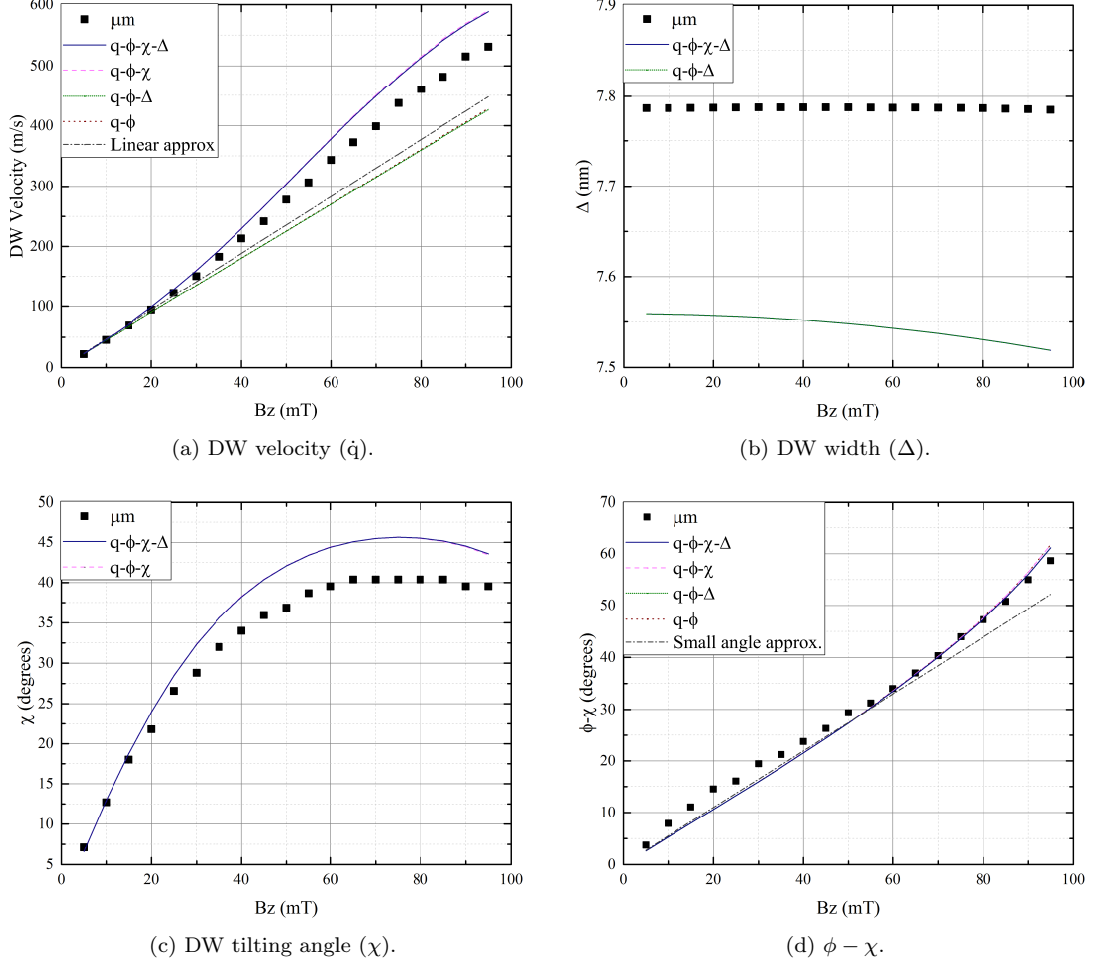 600
500
400
300
200
100
0
DW Velocity (m/s)
μm
q-ϕ-χ-Δ
q-ϕ-χ
q-ϕ-Δ
q-ϕ
Linear approx
0 20 40 60 80 100
Bz (mT)
(a) DW velocity (q̇).
7.9
7.8
7.7
7.6
7.5
Δ (nm)
μm
q-ϕ-χ-Δ
q-ϕ-Δ
0 20 40 60 80 100
Bz (mT)
(b) DW width (Δ).
50
45
40
35
30
25
20
15
10
5
χ (degrees)
μm
q-ϕ-χ-Δ
q-ϕ-χ
0 20 40 60 80 100
Bz (mT)
(c) DW tilting angle (χ).
70
60
50
40
30
20
10
0
ϕ-χ (degrees)
μm
q-ϕ-χ-Δ
q-ϕ-χ
q-ϕ-Δ
q-ϕ
Small angle approx.
0 20 40 60 80 100
Bz (mT)
(d) ϕ − χ.